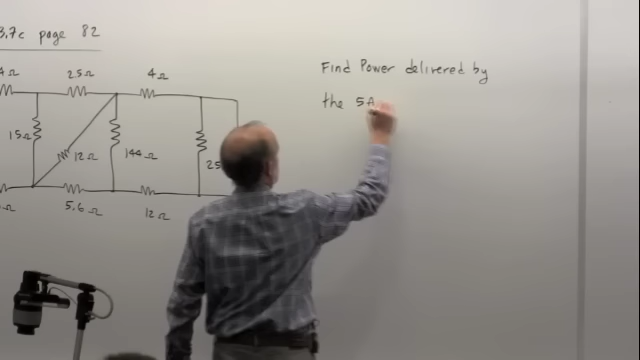 3.7c page 82
25Ω 4Ω
15Ω 12Ω 144Ω 25
5.6Ω 12Ω
Find Power delivered by
the 5A